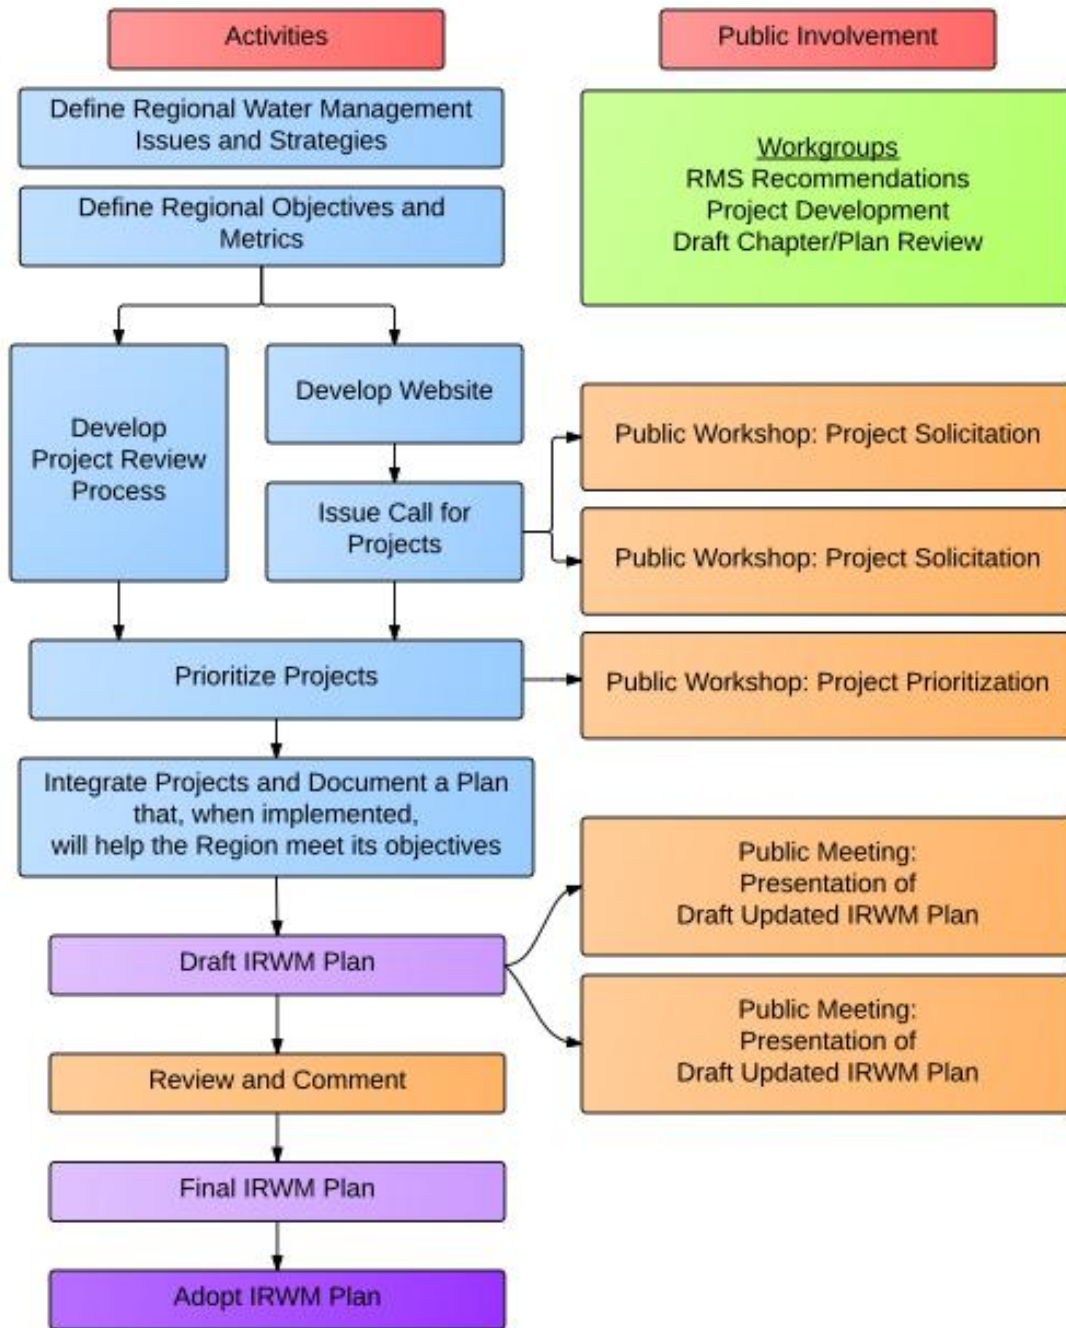 Activities
Public Involvement
Define Regional Water Management
Issues and Strategies
Define Regional Objectives and
Metrics
Workgroups
RMS Recommendations
Project Development
Draft Chapter/Plan Review
Develop
Project Review
Process
Develop Website
Issue Call for
Projects
Public Workshop: Project Solicitation
Public Workshop: Project Solicitation
Prioritize Projects
Public Workshop: Project Prioritization
Integrate Projects and Document a Plan
that, when implemented,
will help the Region meet its objectives
Public Meeting:
Presentation of
Draft Updated IRWM Plan
Draft IRWM Plan
Public Meeting:
Presentation of
Draft Updated IRWM Plan
Review and Comment
Final IRWM Plan
Adopt IRWM Plan